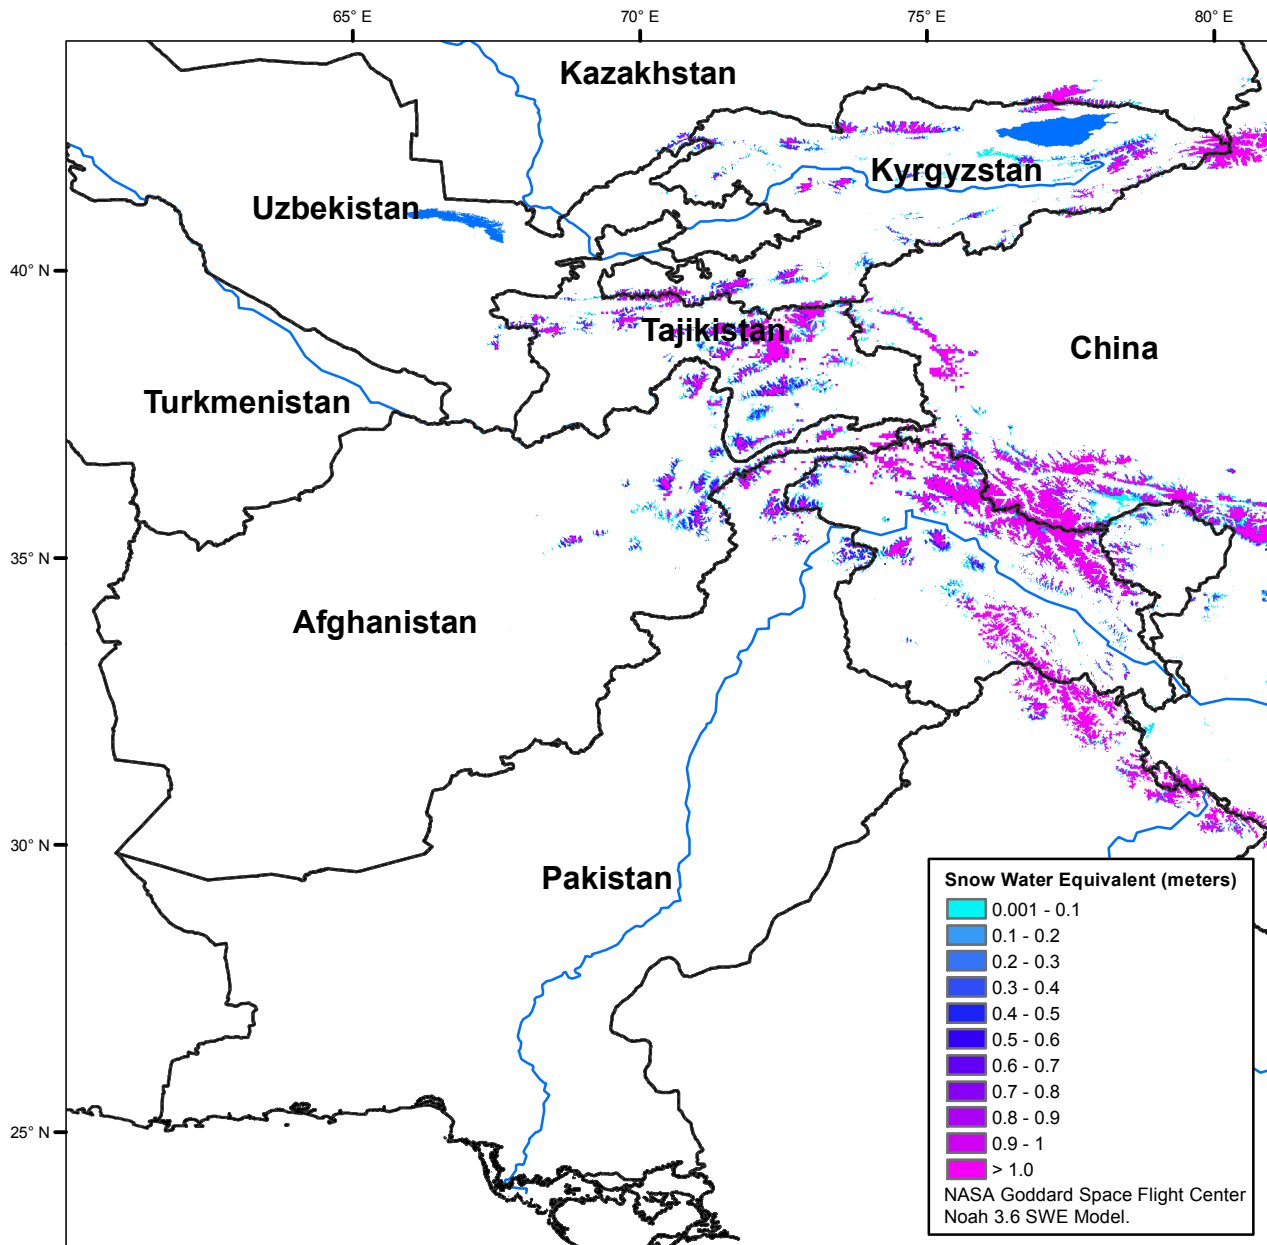 65° E
70° E
75° E
80° E
Kazakhstan
Kyrgyzstan
Uzbekistan
40° N
Tajikistan
China
Turkmenistan
35° N
Afghanistan
30° N
Pakistan
25° N
Snow Water Equivalent (meters)
0.001 - 0.1
0.1 - 0.2
0.2 - 0.3
0.3 - 0.4
0.4 - 0.5
0.5 - 0.6
0.6 - 0.7
0.7 - 0.8
0.8 - 0.9
0.9 - 1
> 1.0
NASA Goddard Space Flight Center
Noah 3.6 SWE Model.